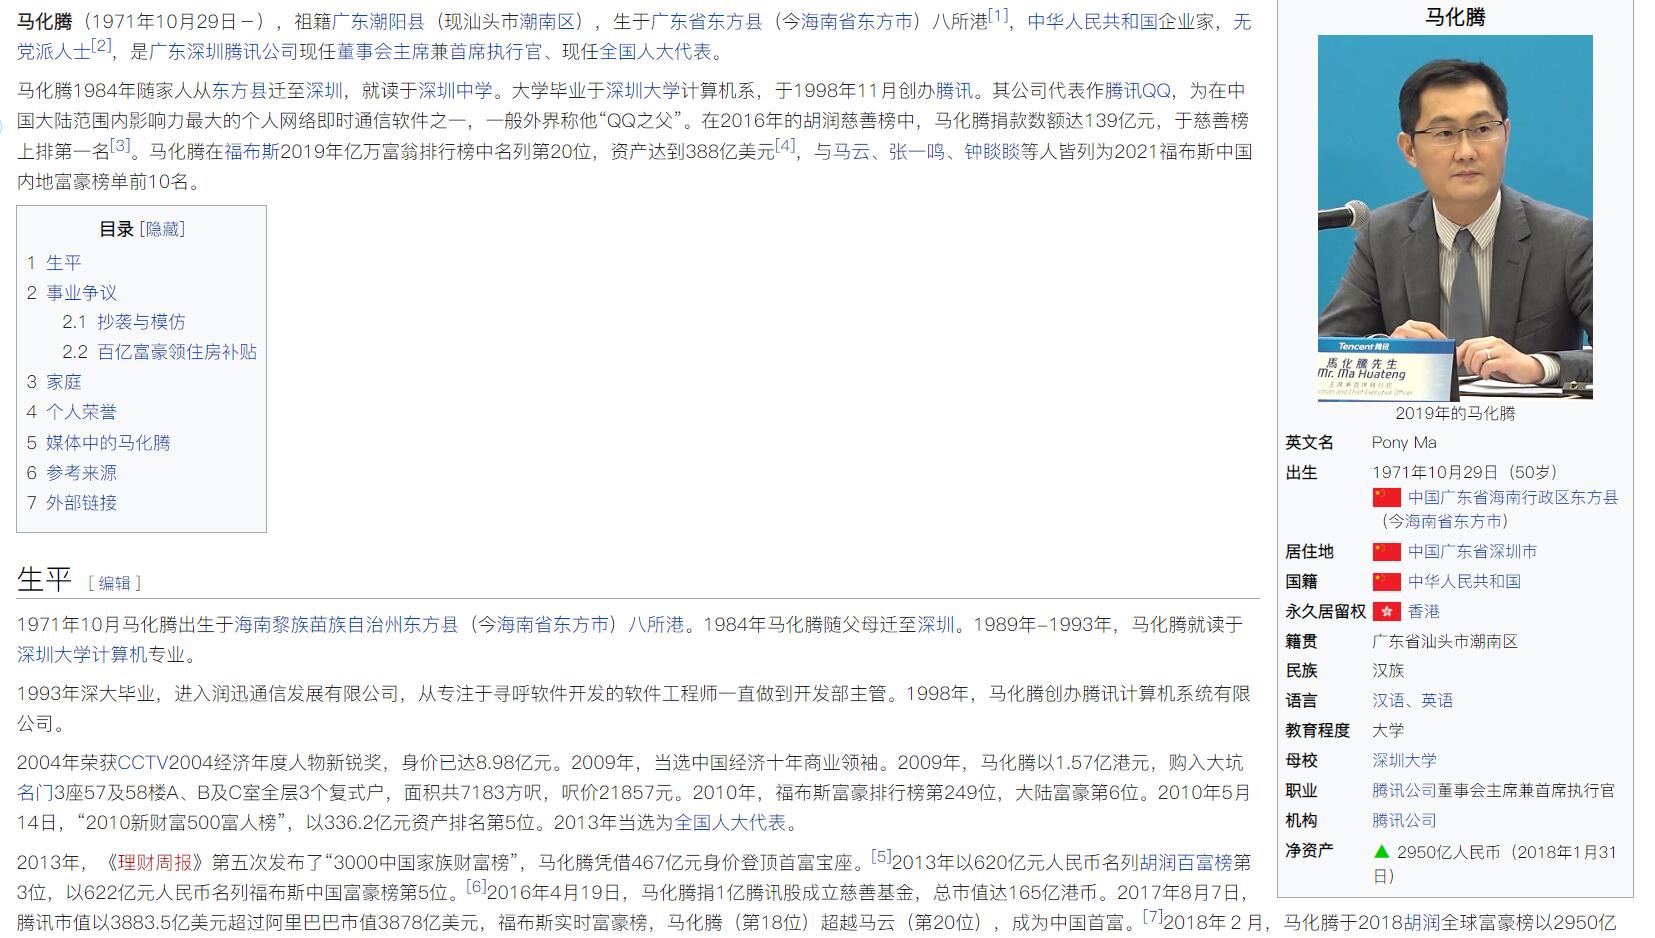 马化腾（1971年10月29日－），祖籍广东潮阳县（现汕头市潮南区），生于广东省东方县（今海南省东方市）八所港[1]，中华人民共和国企业家，无
党派人士[2]，是广东深圳腾讯公司现任董事会主席兼首席执行官、现任全国人大代表。
马化腾1984年随家人从东方县迁至深圳，就读于深圳中学。大学毕业于深圳大学计算机系，于1998年11月创办腾讯。其公司代表作腾讯QQ，为在中
国大陆范围内影响力最大的个人网络即时通信软件之一，一般外界称他“QQ之父”。在2016年的胡润慈善榜中，马化腾捐款数额达139亿元，于慈善榜
上排第一名[3]。马化腾在福布斯2019年亿万富翁排行榜中名列第20位，资产达到388亿美元[4]，与马云、张一鸣、钟睒睒等人皆列为2021福布斯中国
内地富豪榜单前10名。
目录 [隐藏]
1 生平
2 事业争议
2.1 抄袭与模仿
2.2 百亿富豪领住房补贴
3 家庭
4 个人荣誉
5 媒体中的马化腾
6 参考来源
7 外部链接
生平 [ 编辑 ]
1971年10月马化腾出生于海南黎族苗族自治州东方县（今海南省东方市）八所港。1984年马化腾随父母迁至深圳。1989年-1993年，马化腾就读于
深圳大学计算机专业。
1993年深大毕业，进入润迅通信发展有限公司，从专注于寻呼软件开发的软件工程师一直做到开发部主管。1998年，马化腾创办腾讯计算机系统有限
公司。
2004年荣获CCTV2004经济年度人物新锐奖，身价已达8.98亿元。2009年，当选中国经济十年商业领袖。2009年，马化腾以1.57亿港元，购入大坑
名门3座57及58楼A、B及C室全层3个复式户，面积共7183方呎，呎价21857元。2010年，福布斯富豪排行榜第249位，大陆富豪第6位。2010年5月
14日，“2010新财富500富人榜”，以336.2亿元资产排名第5位。2013年当选为全国人大代表。
2013年，《理财周报》第五次发布了“3000中国家族财富榜”，马化腾凭借467亿元身价登顶首富宝座。[5]2013年以620亿元人民币名列胡润百富榜第
3位，以622亿元人民币名列福布斯中国富豪榜第5位。[6]2016年4月19日，马化腾捐1亿腾讯股成立慈善基金，总市值达165亿港币。2017年8月7日，
腾讯市值以3883.5亿美元超过阿里巴巴市值3878亿美元，福布斯实时富豪榜，马化腾（第18位）超越马云（第20位），成为中国首富。[7]2018年 2 月，马化腾于2018胡润全球富豪榜以2950亿
马化腾
Tencent 腾讯
馬化騰先生
Mr. Ma Huateng
主席兼首席執行官
and Chief Executive Officer
2019年的马化腾
英文名 Pony Ma
出生 1971年10月29日（50岁）
中国广东省海南行政区东方县
（今海南省东方市）
居住地 中国广东省深圳市
国籍 中华人民共和国
永久居留权 香港
籍贯 广东省汕头市潮南区
民族 汉族
语言 汉语、英语
教育程度 大学
母校 深圳大学
职业 腾讯公司董事会主席兼首席执行官
机构 腾讯公司
净资产 ▲ 2950亿人民币（2018年1月31
日）